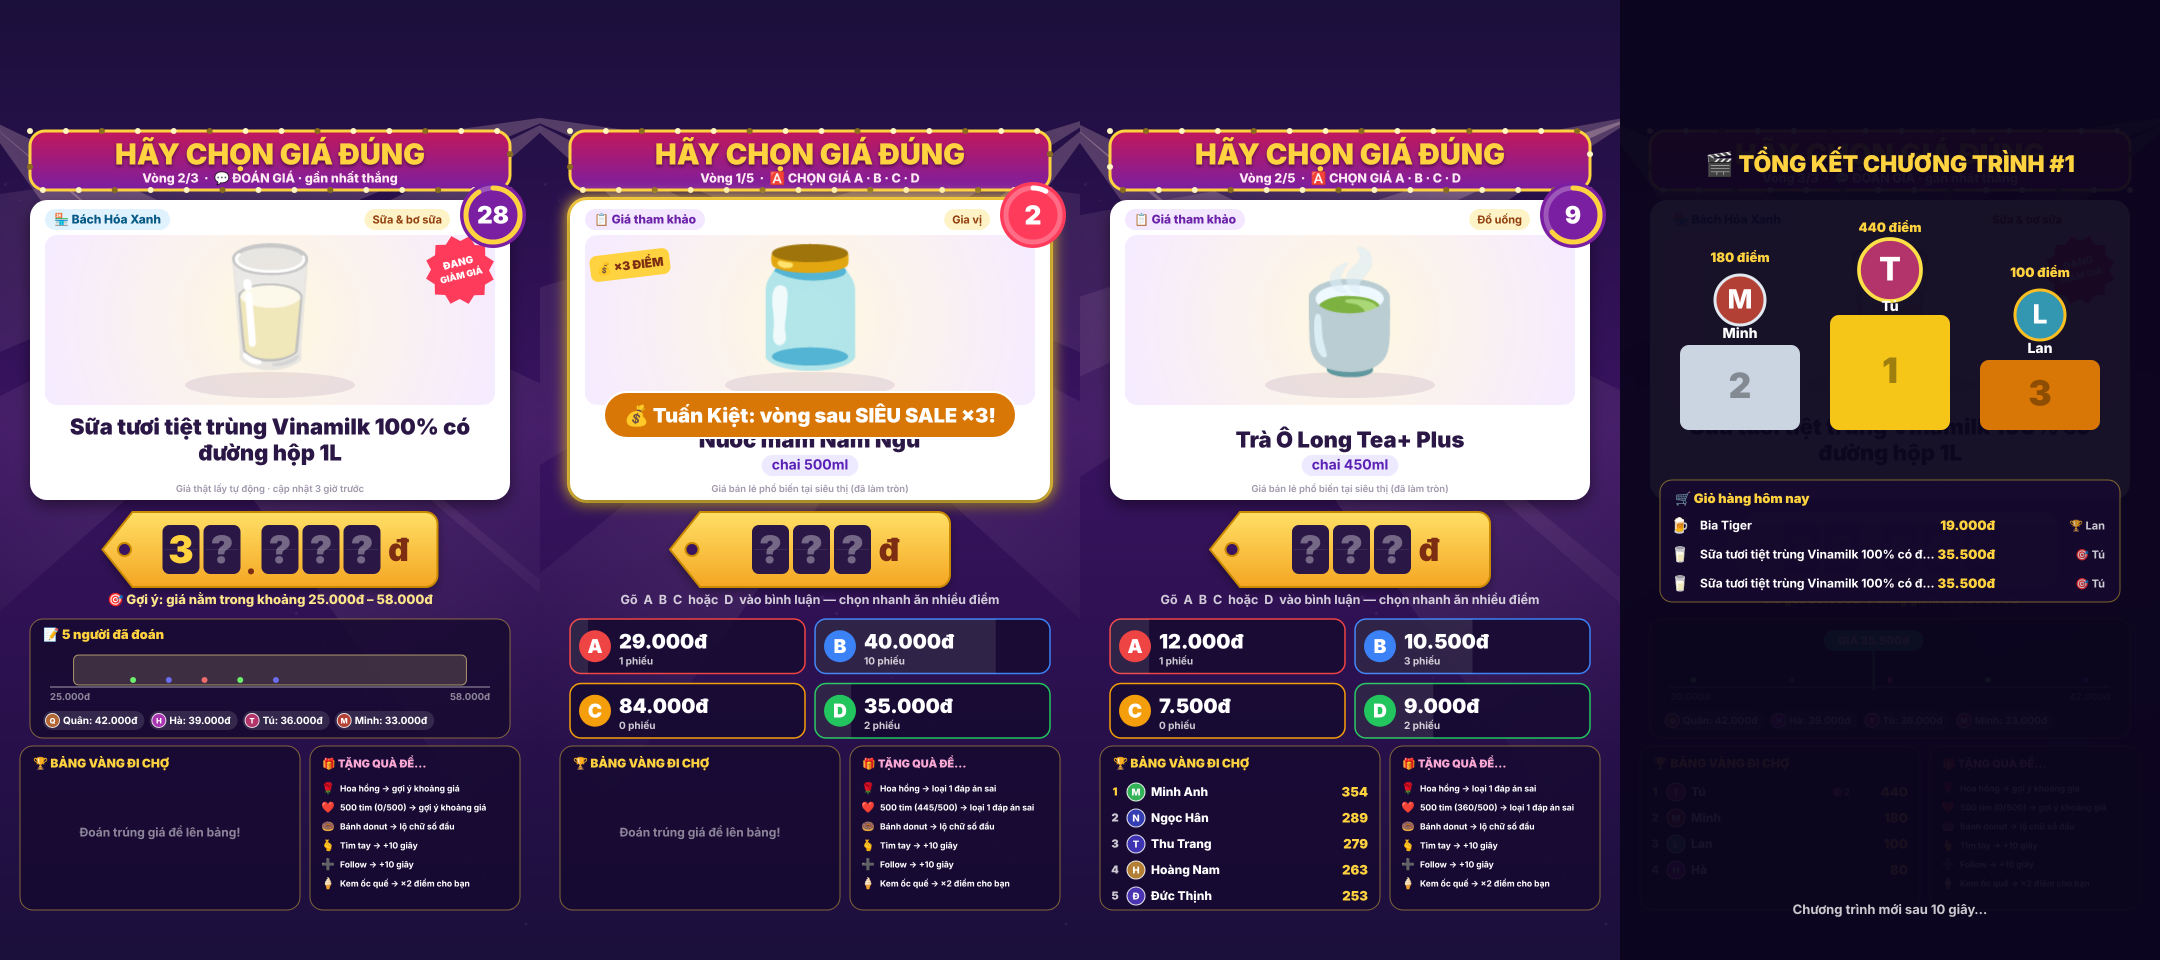 HÃY CHỌN GIÁ ĐÚNG
Vòng 2/3 · 💬 ĐOÁN GIÁ · gần nhất thắng
28
🏪 Bách Hóa Xanh
Sữa & bơ sữa
ĐANG
GIẢM GIÁ
Sữa tươi tiệt trùng Vinamilk 100% có
đường hộp 1L
Giá thật lấy tự động · cập nhật 3 giờ trước
3?.???đ
🎯 Gợi ý: giá nằm trong khoảng 25.000đ – 58.000đ
📝 5 người đã đoán
25.000đ 58.000đ
Q Quân: 42.000đ H Hà: 39.000đ T Tú: 36.000đ M Minh: 33.000đ
🏆 BẢNG VÀNG ĐI CHỢ
Đoán trúng giá để lên bảng!
🎁 TẶNG QUÀ ĐỂ...
Hoa hồng → gợi ý khoảng giá
500 tim (0/500) → gợi ý khoảng giá
Bánh donut → lộ chữ số đầu
Tim tay → +10 giây
Follow → +10 giây
Kem ốc quế → ×2 điểm cho bạn
HÃY CHỌN GIÁ ĐÚNG
Vòng 1/5 · 🅰 CHỌN GIÁ A · B · C · D
2
📋 Giá tham khảo
Gia vị
💰 ×3 ĐIỂM
💰 Tuấn Kiệt: vòng sau SIÊU SALE ×3!
Nước mắm Nam Ngư
chai 500ml
Giá bán lẻ phổ biến tại siêu thị (đã làm tròn)
???đ
Gõ A B C hoặc D vào bình luận — chọn nhanh ăn nhiều điểm
A 29.000đ
1 phiếu
B 40.000đ
10 phiếu
C 84.000đ
0 phiếu
D 35.000đ
2 phiếu
🏆 BẢNG VÀNG ĐI CHỢ
Đoán trúng giá để lên bảng!
🎁 TẶNG QUÀ ĐỂ...
Hoa hồng → loại 1 đáp án sai
500 tim (445/500) → loại 1 đáp án sai
Bánh donut → lộ chữ số đầu
Tim tay → +10 giây
Follow → +10 giây
Kem ốc quế → ×2 điểm cho bạn
HÃY CHỌN GIÁ ĐÚNG
Vòng 2/5 · 🅰 CHỌN GIÁ A · B · C · D
9
📋 Giá tham khảo
Đồ uống
Trà Ô Long Tea+ Plus
chai 450ml
Giá bán lẻ phổ biến tại siêu thị (đã làm tròn)
???đ
Gõ A B C hoặc D vào bình luận — chọn nhanh ăn nhiều điểm
A 12.000đ
1 phiếu
B 10.500đ
3 phiếu
C 7.500đ
0 phiếu
D 9.000đ
2 phiếu
🏆 BẢNG VÀNG ĐI CHỢ
1 M Minh Anh 354
2 N Ngọc Hân 289
3 T Thu Trang 279
4 H Hoàng Nam 263
5 Đ Đức Thịnh 253
🎁 TẶNG QUÀ ĐỂ...
Hoa hồng → loại 1 đáp án sai
500 tim (360/500) → loại 1 đáp án sai
Bánh donut → lộ chữ số đầu
Tim tay → +10 giây
Follow → +10 giây
Kem ốc quế → ×2 điểm cho bạn
🎬 TỔNG KẾT CHƯƠNG TRÌNH #1
180 điểm
M
Minh
2
440 điểm
T
Tú
1
100 điểm
L
Lan
3
đường hộp 1L
🛒 Giỏ hàng hôm nay
Bia Tiger 19.000đ 🏆 Lan
Sữa tươi tiệt trùng Vinamilk 100% có đ... 35.500đ 🎯 Tú
Sữa tươi tiệt trùng Vinamilk 100% có đ... 35.500đ 🎯 Tú
Chương trình mới sau 10 giây...